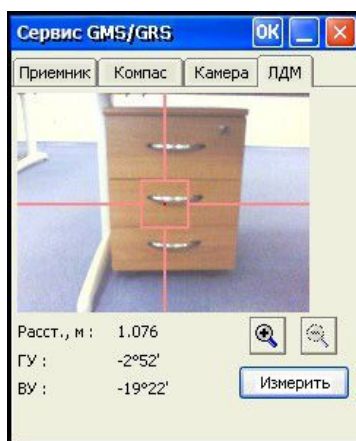 Сервис GMS/GRS OK
Приемник Компас Камера ЛДМ
Расст., м : 1.076
ГУ : -2°52'
ВУ : -19°22'
Измерить